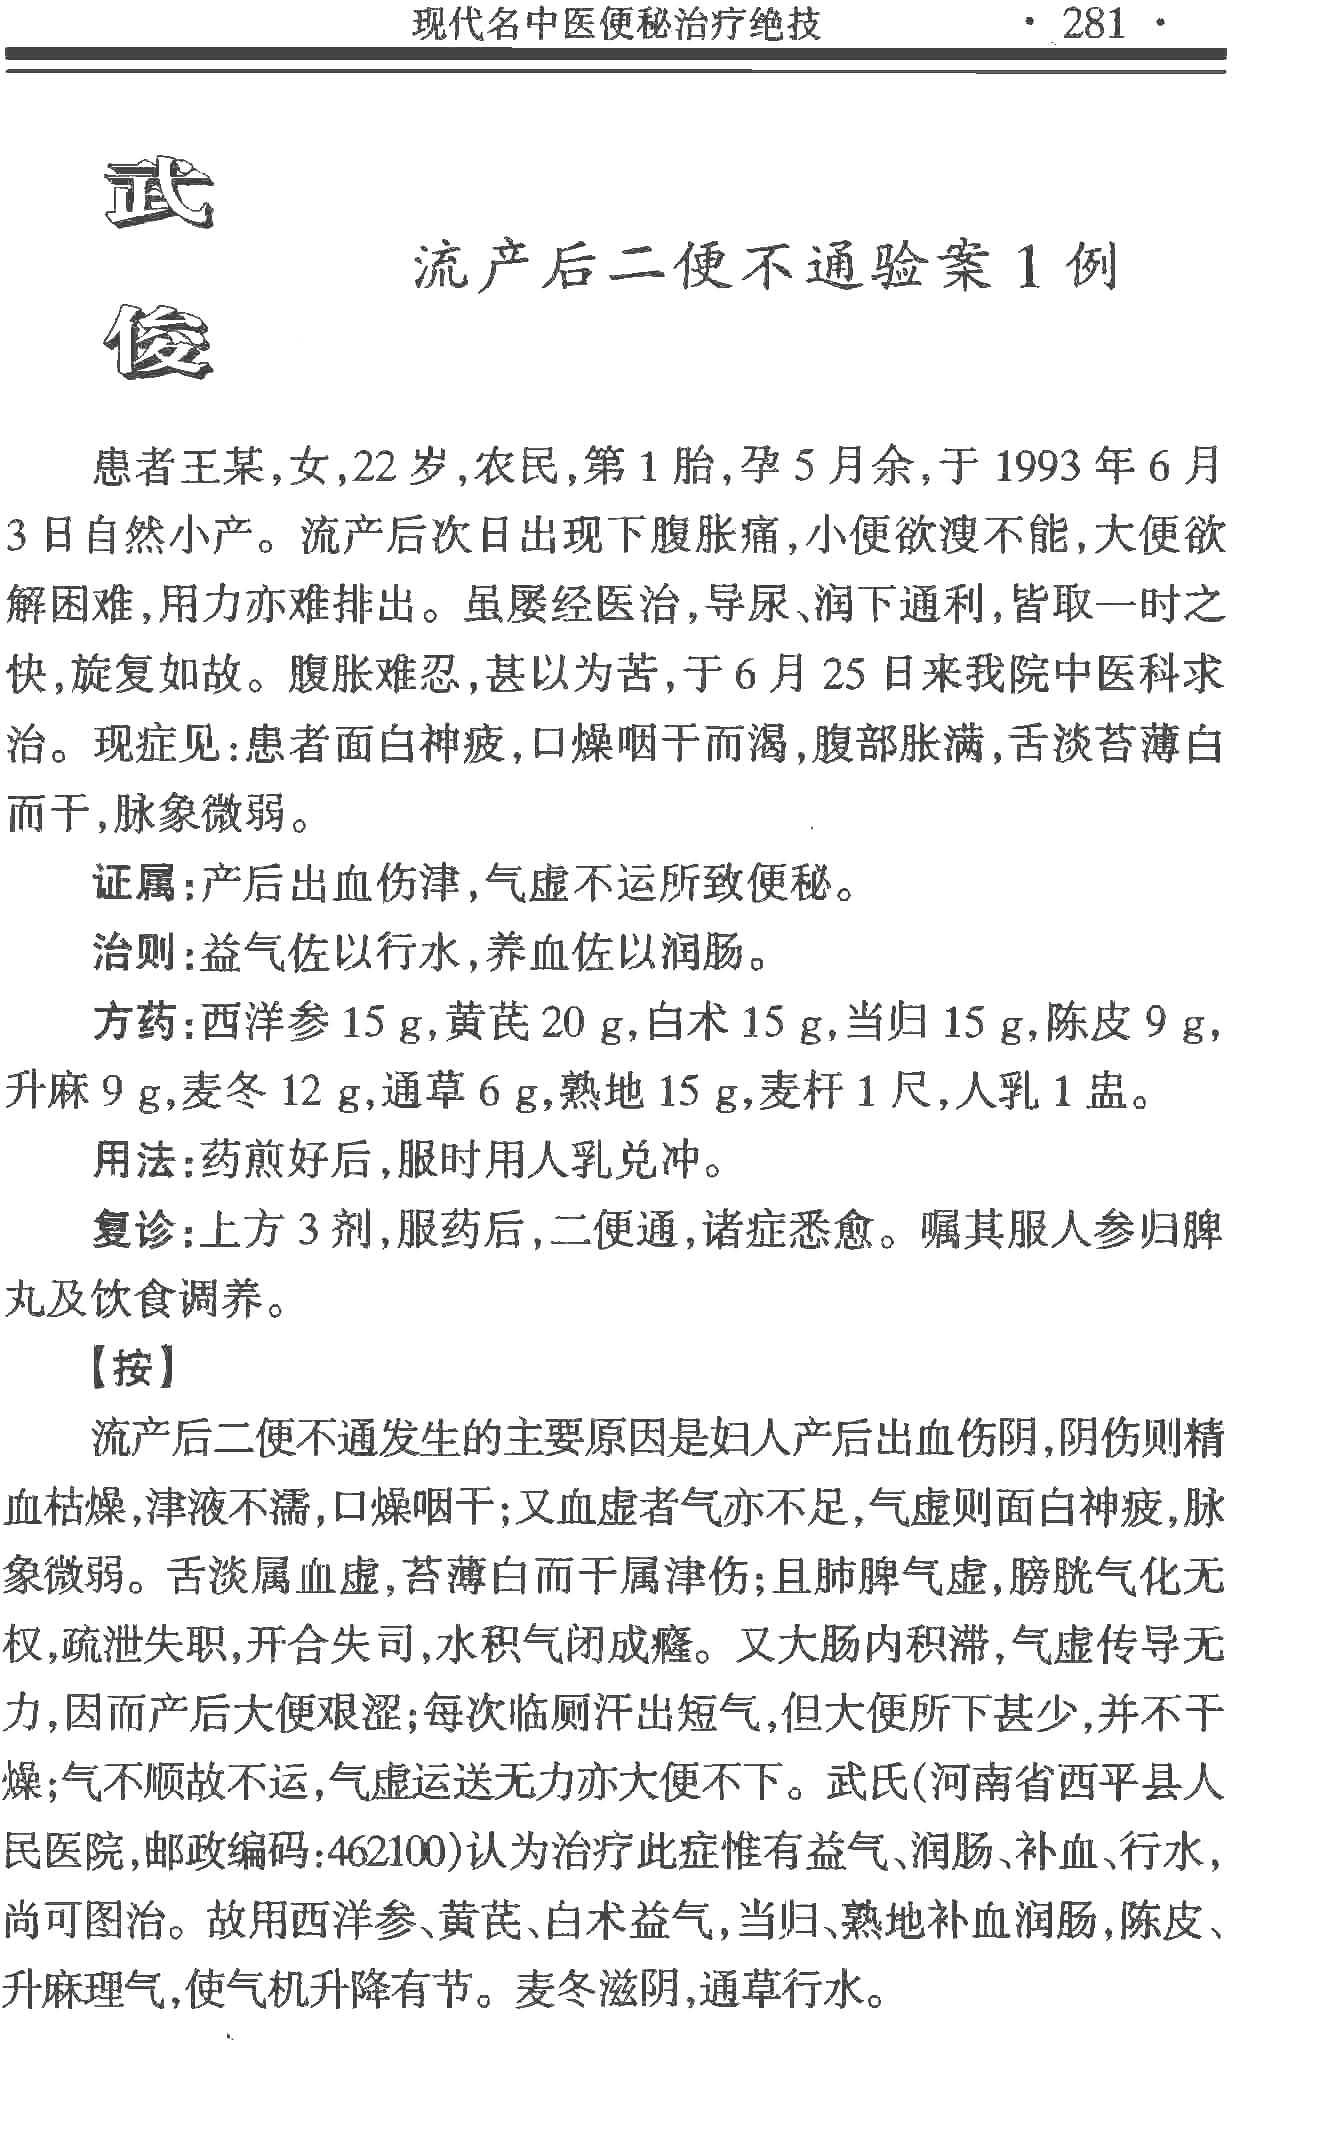 现代名中医便秘治疗绝技 · 281 ·
武
俊
流产后二便不通验案1例
患者王某,女,22岁,农民,第1胎,孕5月余,于1993年6月
3日自然小产。流产后次日出现下腹胀痛,小便欲溲不能,大便欲
解困难,用力亦难排出。虽屡经医治,导尿、润下通利,皆取一时之
快,旋复如故。腹胀难忍,甚以为苦,于6月25日来我院中医科求
治。现症见:患者面白神疲,口燥咽干而渴,腹部胀满,舌淡苔薄白
而干,脉象微弱。
证属:产后出血伤津,气虚不运所致便秘。
治则:益气佐以行水,养血佐以润肠。
方药:西洋参15 g,黄芪20 g,白术15 g,当归15 g,陈皮9 g,
升麻9 g,麦冬12 g,通草6 g,熟地15 g,麦杆1尺,人乳1盅。
用法:药煎好后,服时用人乳兑冲。
复诊:上方3剂,服药后,二便通,诸症悉愈。嘱其服人参归脾
丸及饮食调养。
【按】
流产后二便不通发生的主要原因是妇人产后出血伤阴,阴伤则精
血枯燥,津液不濡,口燥咽干;又血虚者气亦不足,气虚则面白神疲,脉
象微弱。舌淡属血虚,苔薄白而干属津伤;且肺脾气虚,膀胱气化无
权,疏泄失职,开合失司,水积气闭成癃。又大肠内积滞,气虚传导无
力,因而产后大便艰涩;每次临厕汗出短气,但大便所下甚少,并不干
燥;气不顺故不运,气虚运送无力亦大便不下。武氏(河南省西平县人
民医院,邮政编码:462100)认为治疗此症惟有益气、润肠、补血、行水,
尚可图治。故用西洋参、黄芪、白术益气,当归、熟地补血润肠,陈皮、
升麻理气,使气机升降有节。麦冬滋阴,通草行水。